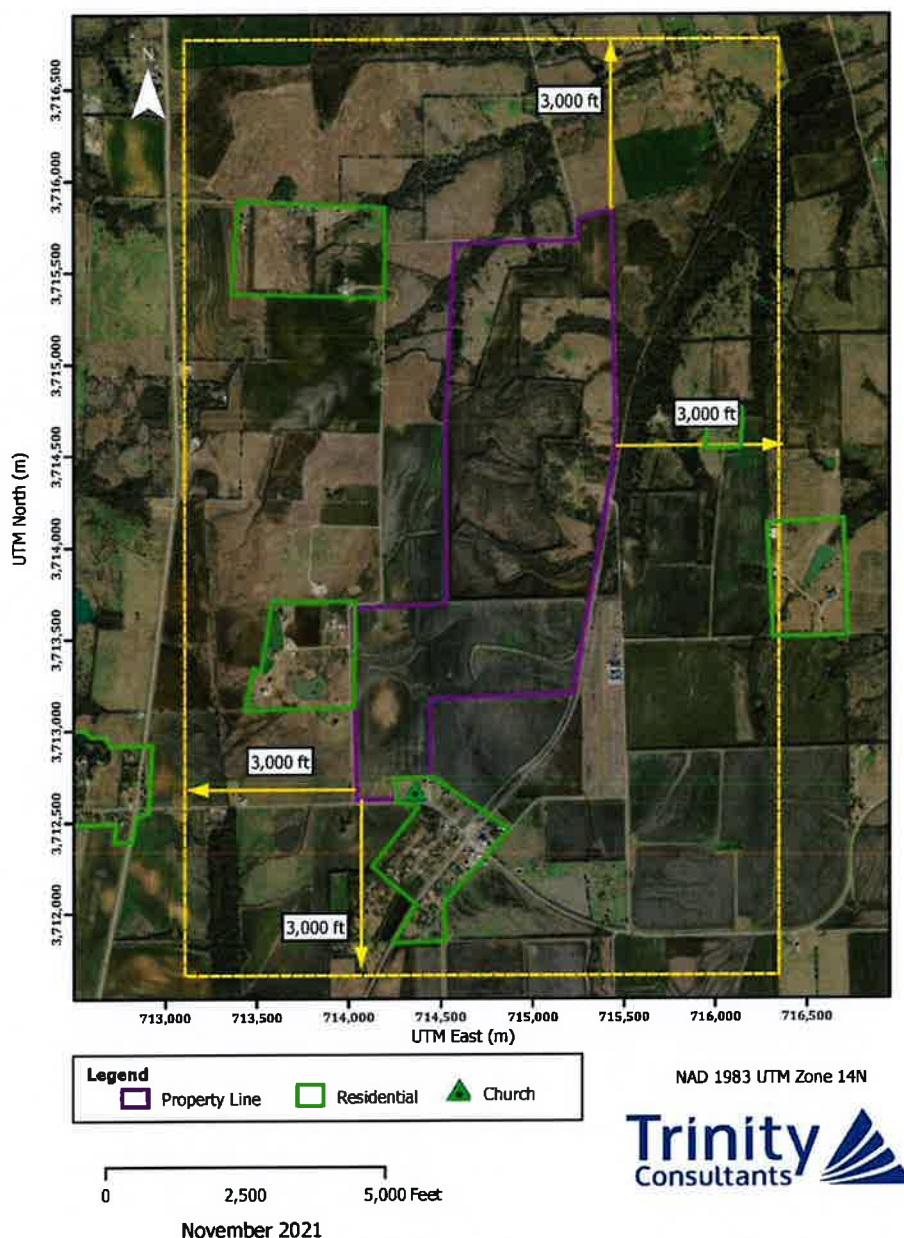 N
3,000 ft
3,000 ft
3,000 ft
3,000 ft
UTM North (m)
3,716,500
3,716,000
3,715,500
3,715,000
3,714,500
3,714,000
3,713,500
3,713,000
3,712,500
3,712,000
713,000 713,500 714,000 714,500 715,000 715,500 716,000 716,500
UTM East (m)
Legend
Property Line Residential Church
NAD 1983 UTM Zone 14N
Trinity
Consultants
0 2,500 5,000 Feet
November 2021